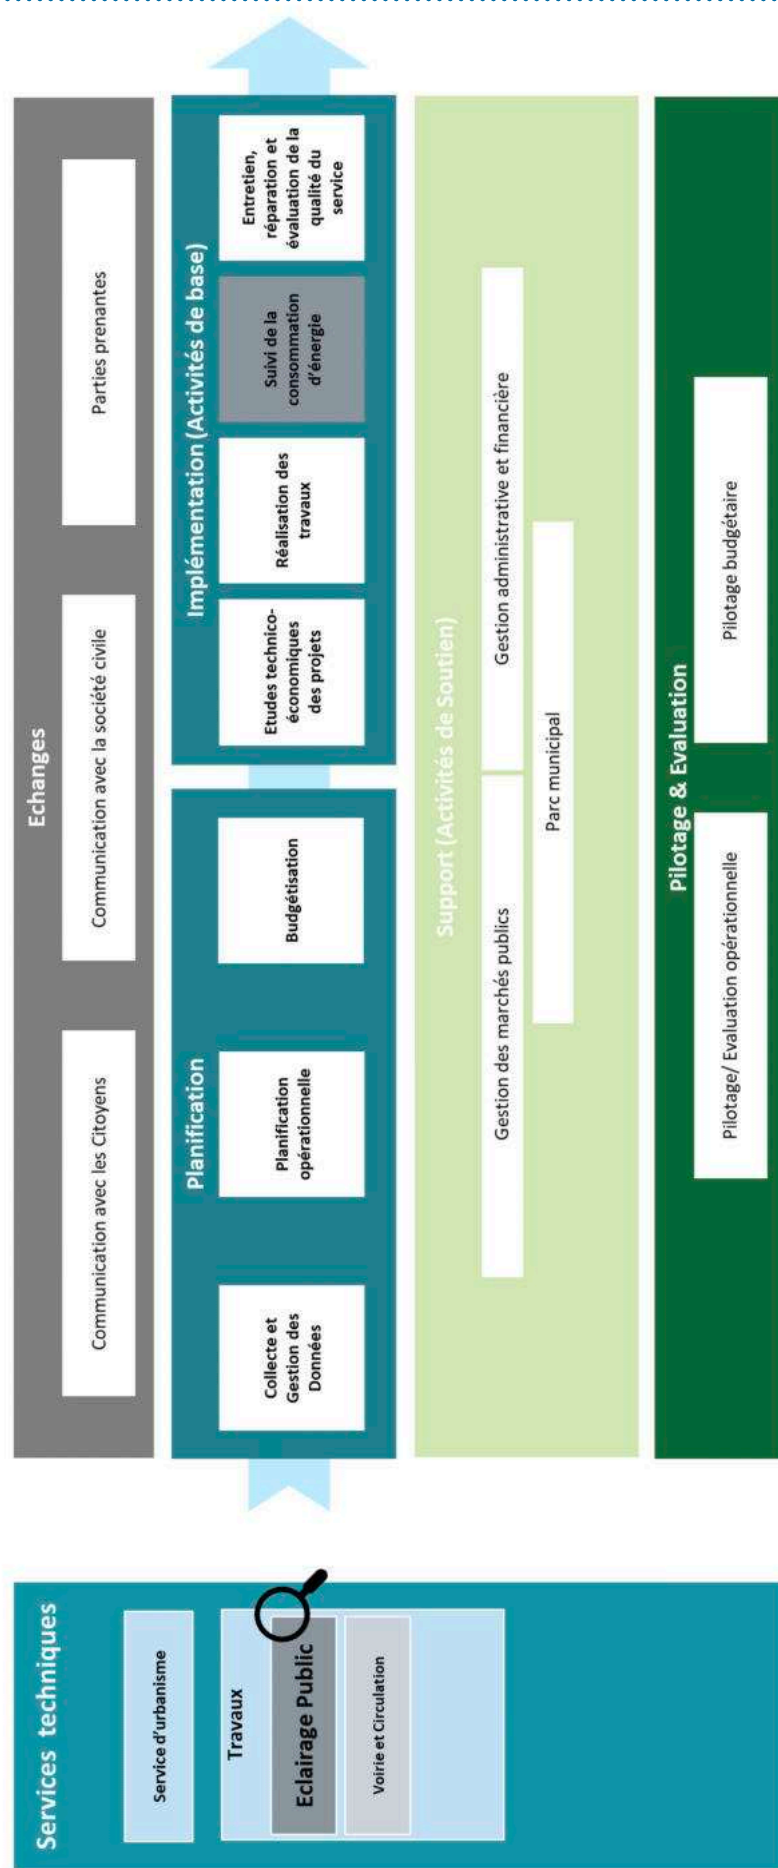 Services techniques
Service d'urbanisme
Travaux
Eclairage Public
Voirie et Circulation
Echanges
Communication avec les Citoyens
Communication avec la société civile
Parties prenantes
Planification
Collecte et
Gestion des
Données
Planification
opérationnelle
Budgétisation
Implémentation (Activités de base)
Etudes technico-
économiques
des projets
Réalisation des
travaux
Suivi de la
consommation
d'énergie
Entretien,
réparation et
évaluation de la
qualité du
service
Support (Activités de Soutien)
Gestion des marchés publics
Gestion administrative et financière
Parc municipal
Pilotage & Evaluation
Pilotage/ Evaluation opérationnelle
Pilotage budgétaire